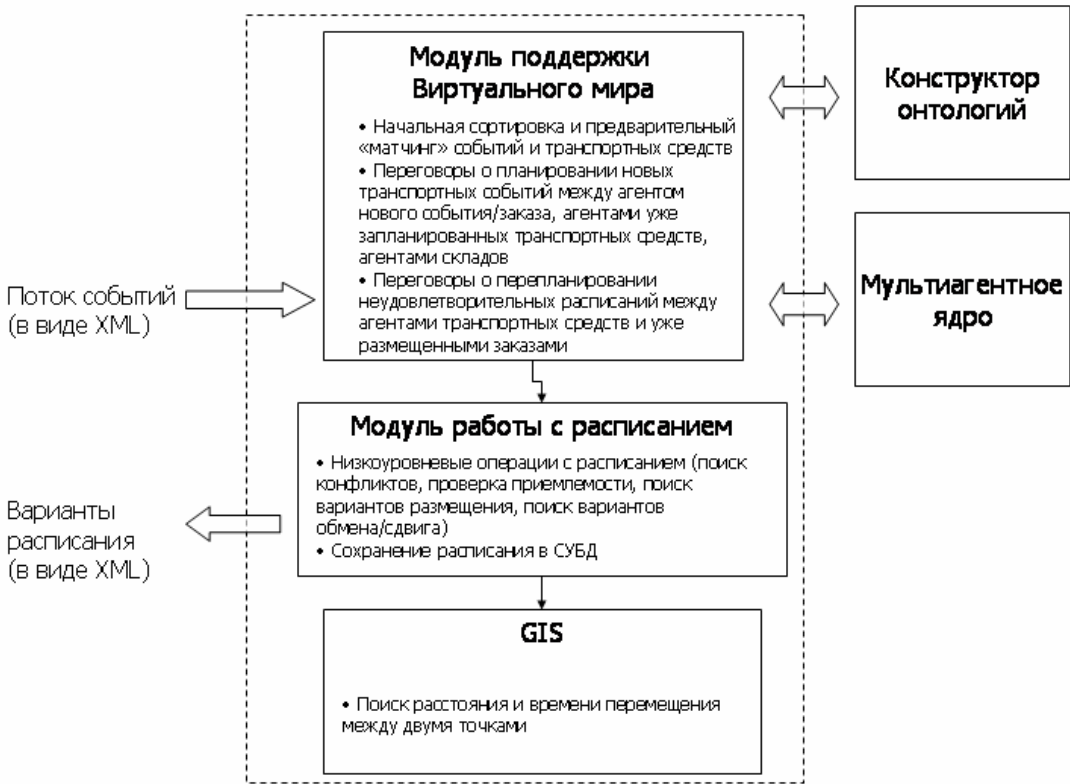 Модуль поддержки
Виртуального мира
• Начальная сортировка и предварительный
«матчинг» событий и транспортных средств
• Переговоры о планировании новых
транспортных событий между агентом
нового события/заказа, агентами уже
запланированных транспортных средств,
агентами складов
• Переговоры о перепланировании
неудовлетворительных расписаний между
агентами транспортных средств и уже
размещенными заказами
Конструктор
онтологий
Мультиагентное
ядро
Поток событий
(в виде XML)
Модуль работы с расписанием
• Низкоуровневые операции с расписанием (поиск
конфликтов, проверка приемлемости, поиск
вариантов размещения, поиск вариантов
обмена/сдвига)
• Сохранение расписания в СУБД
Варианты
расписания
(в виде XML)
GIS
• Поиск расстояния и времени перемещения
между двумя точками